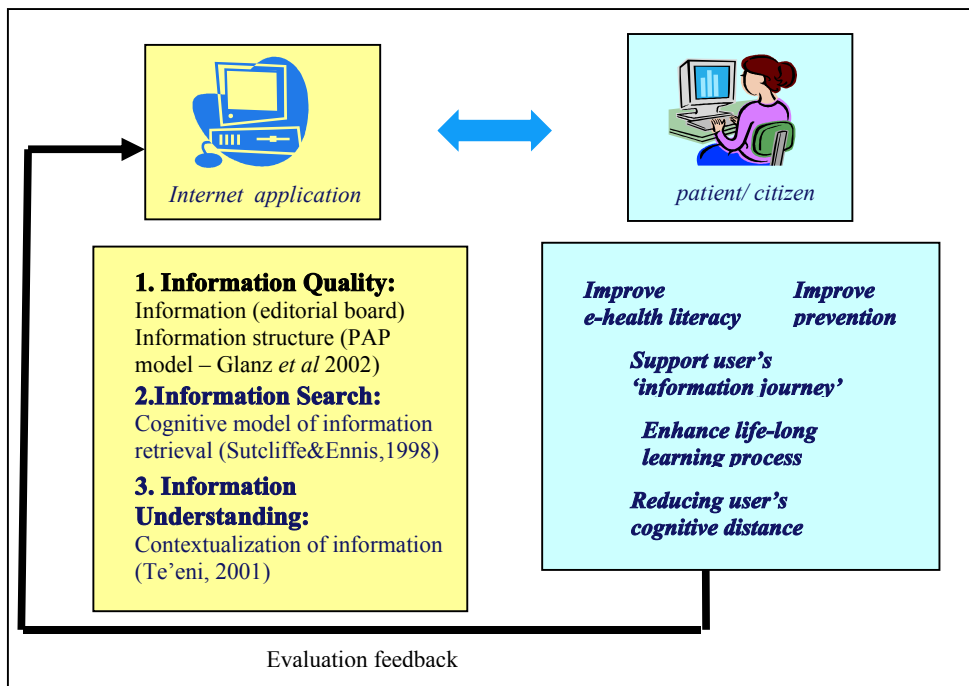 Internet application
patient/ citizen
1. Information Quality:
Information (editorial board)
Information structure (PAP
model – Glanz et al 2002)
2.Information Search:
Cognitive model of information
retrieval (Sutcliffe&Ennis,1998)
3. Information
Understanding:
Contextualization of information
(Te’eni, 2001)
Improve
e-health literacy
Improve
prevention
Support user’s
‘information journey’
Enhance life-long
learning process
Reducing user’s
cognitive distance
Evaluation feedback